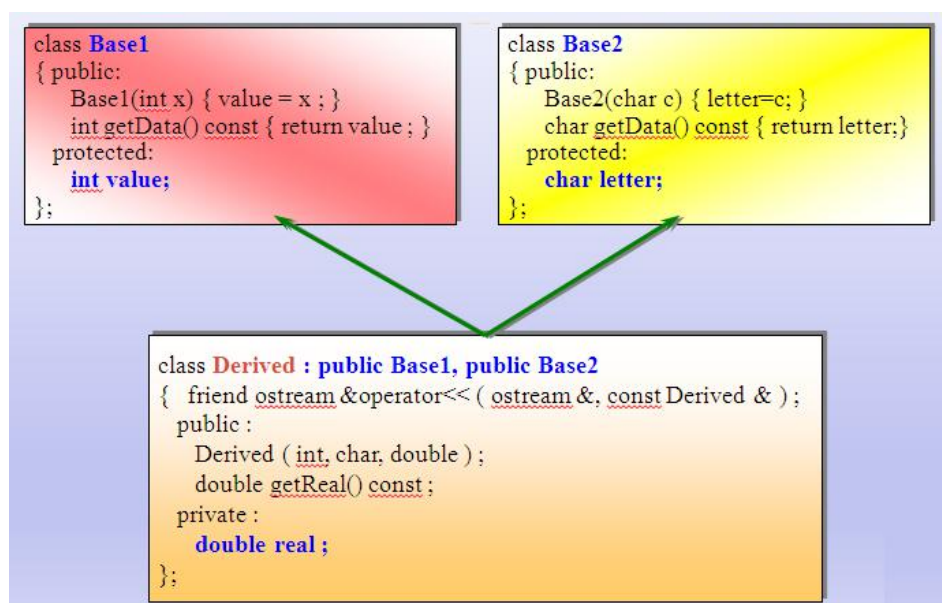 class Base1
{ public:
Base1(int x) { value = x ; }
int getData() const { return value ; }
protected:
int value;
};
class Base2
{ public:
Base2(char c) { letter=c; }
char getData() const { return letter;}
protected:
char letter;
};
class Derived : public Base1, public Base2
{ friend ostream &operator<< ( ostream &, const Derived & ) ;
public :
Derived ( int, char, double ) ;
double getReal() const ;
private :
double real ;
};